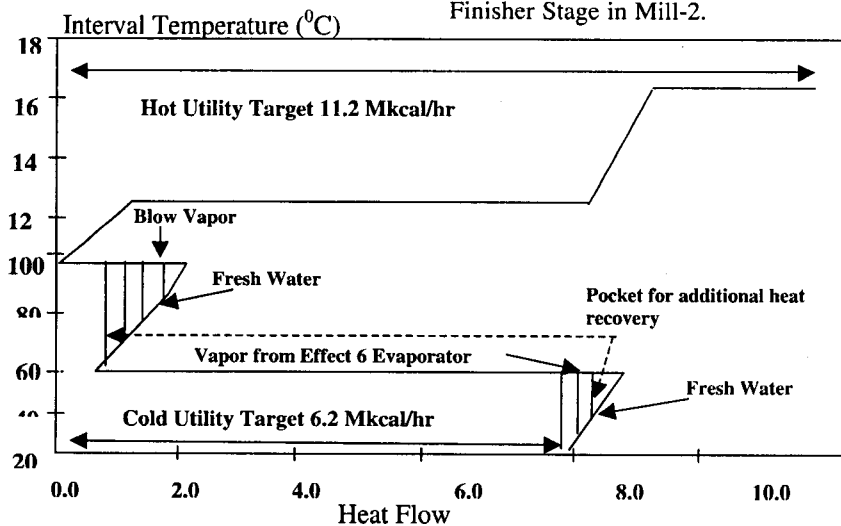 Finisher Stage in Mill-2.
Interval Temperature (⁰C)
18
16
Hot Utility Target 11.2 Mkcal/hr
14
12
Blow Vapor
100
Fresh Water
Pocket for additional heat
recovery
80
Vapor from Effect 6 Evaporator
60
Fresh Water
40
Cold Utility Target 6.2 Mkcal/hr
20
0.0 2.0 4.0 6.0 8.0 10.0
Heat Flow